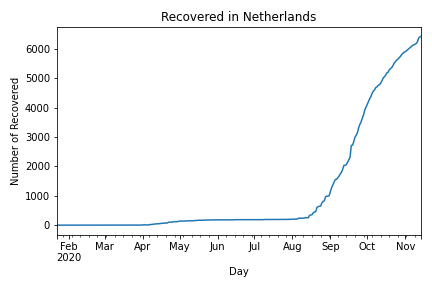 Recovered in Netherlands
Number of Recovered
6000
5000
4000
3000
2000
1000
0
Feb Mar Apr May Jun Jul Aug Sep Oct Nov
2020
Day